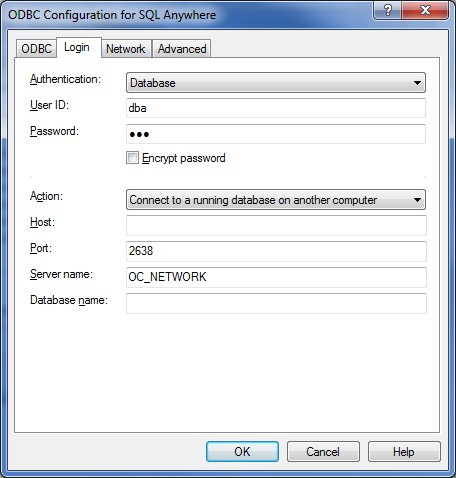 ODBC Configuration for SQL Anywhere
ODBC Login Network Advanced
Authentication: Database
User ID: dba
Password: ●●●
Encrypt password
Action: Connect to a running database on another computer
Host:
Port: 2638
Server name: OC_NETWORK
Database name:
OK Cancel Help